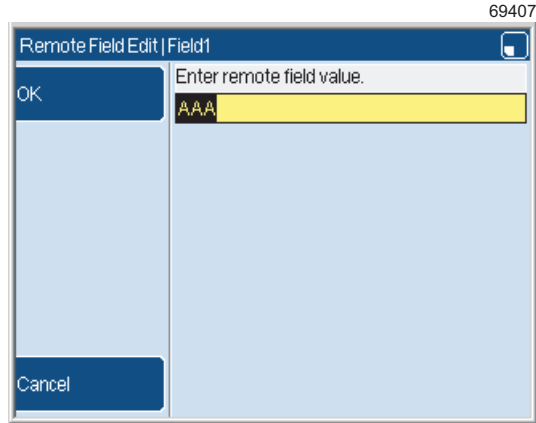 69407
Remote Field Edit | Field1
OK
Enter remote field value.
AAA
Cancel